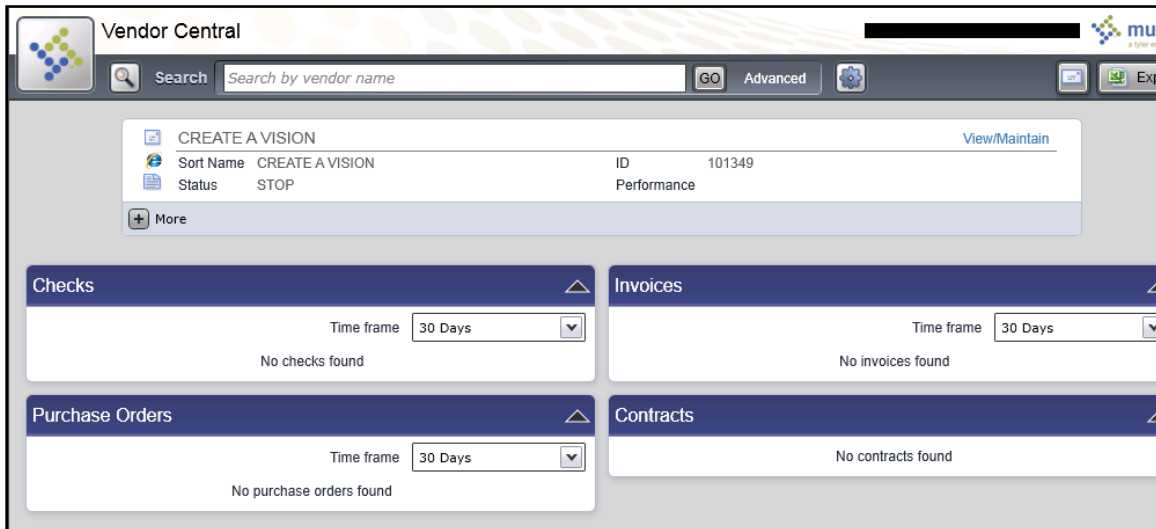 Vendor Central
mu
a tyler e
Search Search by vendor name GO Advanced Exp
CREATE A VISION View/Maintain
Sort Name CREATE A VISION ID 101349
Status STOP Performance
+ More
Checks
Time frame 30 Days
No checks found
Invoices
Time frame 30 Days
No invoices found
Purchase Orders
Time frame 30 Days
No purchase orders found
Contracts
No contracts found